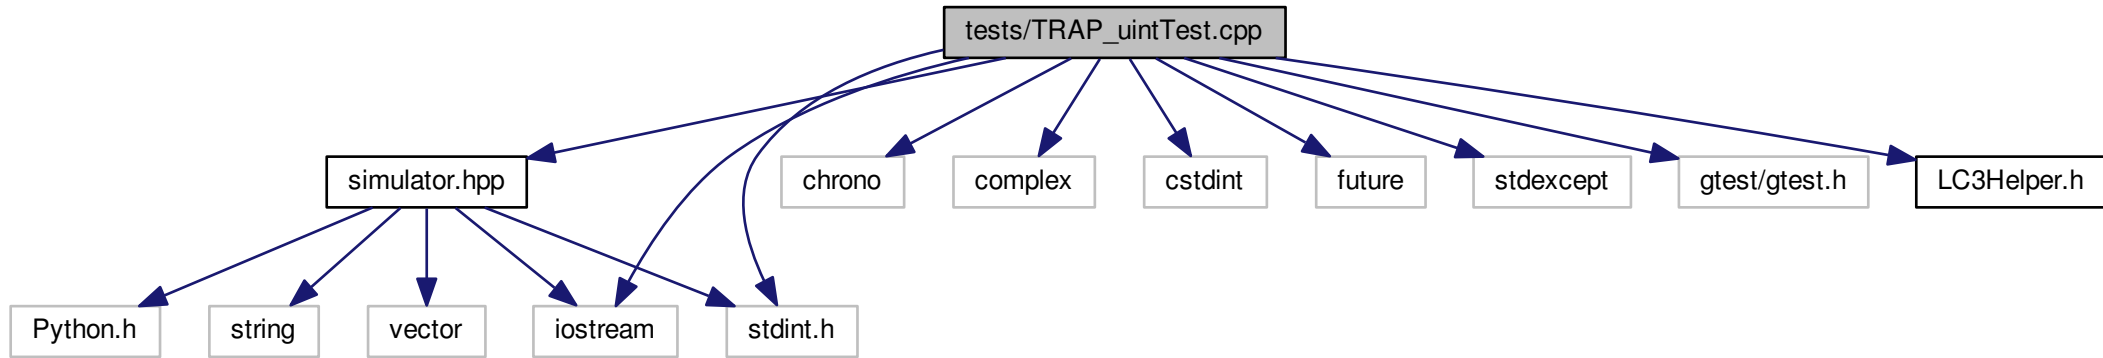 tests/TRAP_uintTest.cpp
simulator.hpp
chrono
complex
cstdint
future
stdexcept
gtest/gtest.h
LC3Helper.h
Python.h
string
vector
iostream
stdint.h